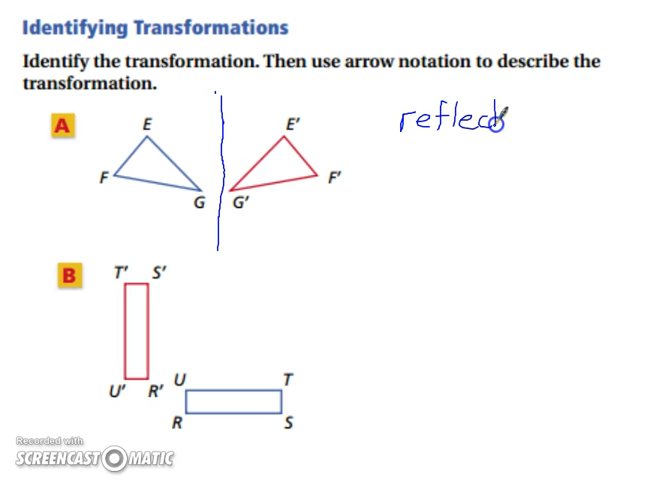 Identifying Transformations
Identify the transformation. Then use arrow notation to describe the
transformation.
A
E
E'
reflect
F
F'
G
G'
B
T' S'
U' R'
U
T
R
S
Recorded with
SCREENCAST O MATIC